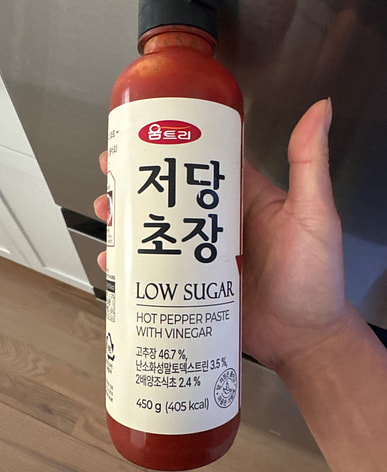 움트리
저당
초장
LOW SUGAR
HOT PEPPER PASTE
WITH VINEGAR
고추장 46.7 %,
난소화성말토덱스트린 3.5 %,
2배양조식초 2.4 %
450 g (405 kcal)